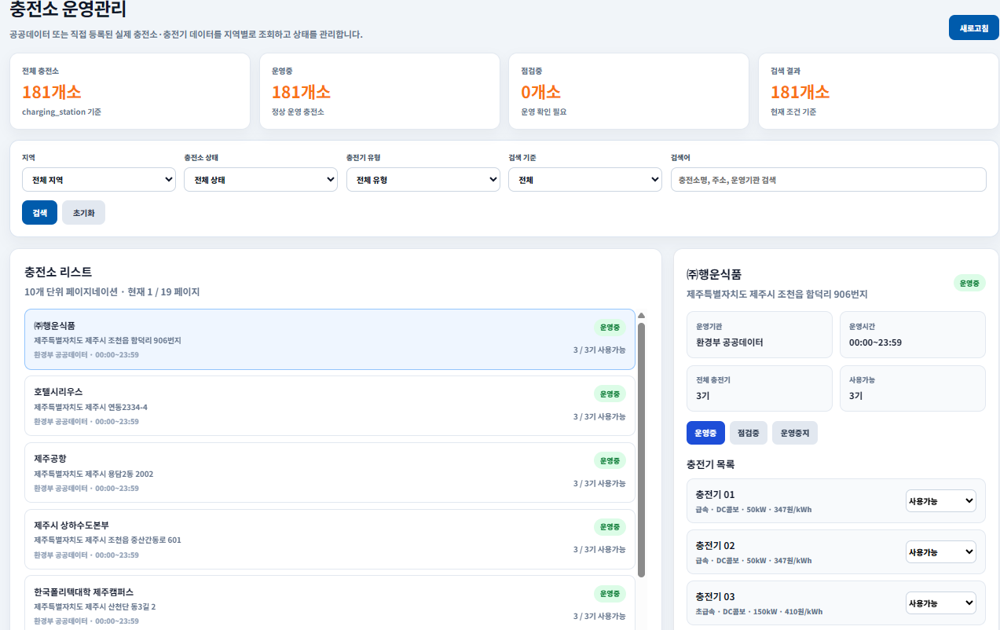 충전소 운영관리
공공데이터 또는 직접 등록된 실제 충전소·충전기 데이터를 지역별로 조회하고 상태를 관리합니다.
새로고침
전체 충전소
181개소
charging_station 기준
운영중
181개소
정상 운영 충전소
점검중
0개소
운영 확인 필요
검색 결과
181개소
현재 조건 기준
지역
전체 지역
충전소 상태
전체 상태
충전기 유형
전체 유형
검색 기준
전체
검색어
충전소명, 주소, 운영기관 검색
검색
초기화
충전소 리스트
10개 단위 페이지네이션 · 현재 1 / 19 페이지
㈜행운식품
운영중
제주특별자치도 제주시 조천읍 함덕리 906번지
환경부 공공데이터 · 00:00~23:59
3 / 3기 사용가능
호텔시리우스
운영중
제주특별자치도 제주시 연동2334-4
환경부 공공데이터 · 00:00~23:59
3 / 3기 사용가능
제주공항
운영중
제주특별자치도 제주시 용담2동 2002
환경부 공공데이터 · 00:00~23:59
3 / 3기 사용가능
제주시 상하수도본부
운영중
제주특별자치도 제주시 조천읍 중산간동로 601
환경부 공공데이터 · 00:00~23:59
3 / 3기 사용가능
한국폴리텍대학 제주캠퍼스
운영중
제주특별자치도 제주시 산천단 동3길 2
환경부 공공데이터 · 00:00~23:59
3 / 3기 사용가능
㈜행운식품
운영중
제주특별자치도 제주시 조천읍 함덕리 906번지
운영기관
환경부 공공데이터
운영시간
00:00~23:59
전체 충전기
3기
사용가능
3기
운영중
점검중
운영중지
충전기 목록
충전기 01
급속 · DC콤보 · 50kW · 347원/kWh
사용가능
충전기 02
급속 · DC콤보 · 50kW · 347원/kWh
사용가능
충전기 03
초급속 · DC콤보 · 150kW · 410원/kWh
사용가능